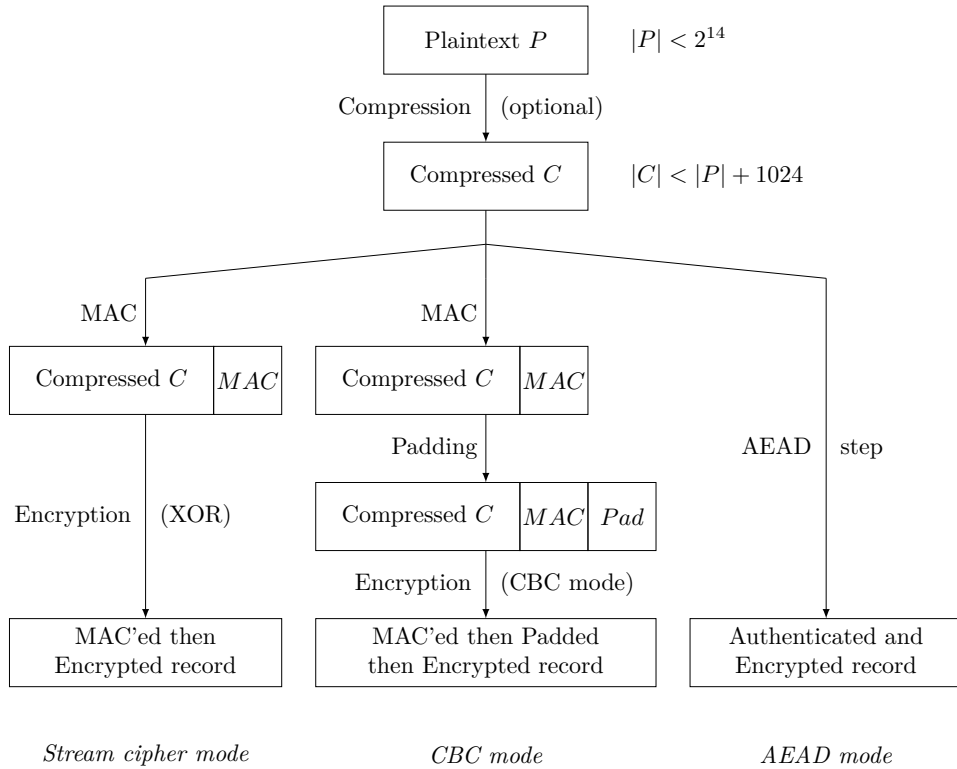 Plaintext P
|P| < 2^14
Compression (optional)
Compressed C
|C| < |P| + 1024
MAC
MAC
Compressed C MAC
Compressed C MAC
Padding
AEAD step
Encryption (XOR)
Compressed C MAC Pad
Encryption (CBC mode)
MAC'ed then
Encrypted record
MAC'ed then Padded
then Encrypted record
Authenticated and
Encrypted record
Stream cipher mode
CBC mode
AEAD mode